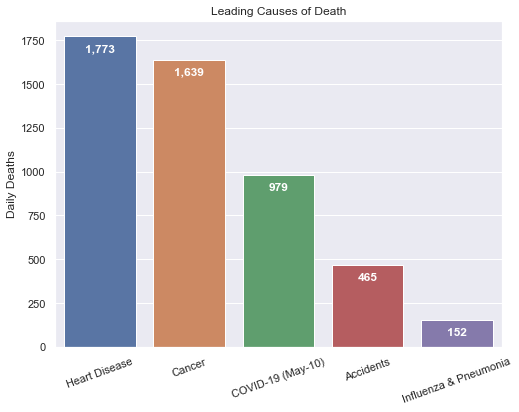 Leading Causes of Death
Daily Deaths
1750
1500
1250
1000
750
500
250
0
1,773
1,639
979
465
152
Heart Disease
Cancer
COVID-19 (May-10)
Accidents
Influenza & Pneumonia